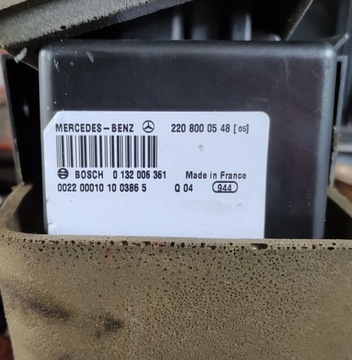 MERCEDES-BENZ 220 800 05 48 [05]
BOSCH 0 132 006 361 Made in France
0022 00010 10 0386 5 Q 04 944